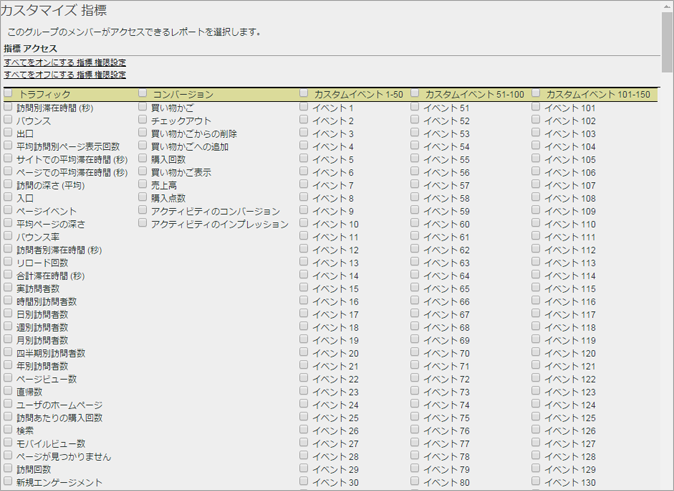 カスタマイズ 指標
このグループのメンバーがアクセスできるレポートを選択します。
指標 アクセス
すべてをオンにする 指標 権限設定
すべてをオフにする 指標 権限設定
トラフィック コンバージョン カスタムイベント 1-50 カスタムイベント 51-100 カスタムイベント 101-150
訪問別滞在時間 (秒) 買い物かご イベント 1 イベント 51 イベント 101
バウンス チェックアウト イベント 2 イベント 52 イベント 102
出口 買い物かごからの削除 イベント 3 イベント 53 イベント 103
平均訪問別ページ表示回数 買い物かごへの追加 イベント 4 イベント 54 イベント 104
サイトでの平均滞在時間 (秒) 購入回数 イベント 5 イベント 55 イベント 105
ページでの平均滞在時間 (秒) 買い物かご表示 イベント 6 イベント 56 イベント 106
訪問の深さ (平均) 売上高 イベント 7 イベント 57 イベント 107
入口 購入点数 イベント 8 イベント 58 イベント 108
ページイベント アクティビティのコンバージョン イベント 9 イベント 59 イベント 109
平均ページの深さ アクティビティのインプレッション イベント 10 イベント 60 イベント 110
バウンス率 イベント 11 イベント 61 イベント 111
訪問者別滞在時間 (秒) イベント 12 イベント 62 イベント 112
リロード回数 イベント 13 イベント 63 イベント 113
合計滞在時間 (秒) イベント 14 イベント 64 イベント 114
実訪問者数 イベント 15 イベント 65 イベント 115
時間別訪問者数 イベント 16 イベント 66 イベント 116
日別訪問者数 イベント 17 イベント 67 イベント 117
週別訪問者数 イベント 18 イベント 68 イベント 118
月別訪問者数 イベント 19 イベント 69 イベント 119
四半期別訪問者数 イベント 20 イベント 70 イベント 120
年別訪問者数 イベント 21 イベント 71 イベント 121
ページビュー数 イベント 22 イベント 72 イベント 122
直帰数 イベント 23 イベント 73 イベント 123
ユーザのホームページ イベント 24 イベント 74 イベント 124
訪問あたりの購入回数 イベント 25 イベント 75 イベント 125
検索 イベント 26 イベント 76 イベント 126
モバイルビュー数 イベント 27 イベント 77 イベント 127
ページが見つかりません イベント 28 イベント 78 イベント 128
訪問回数 イベント 29 イベント 79 イベント 129
新規エンゲージメント イベント 30 イベント 80 イベント 130